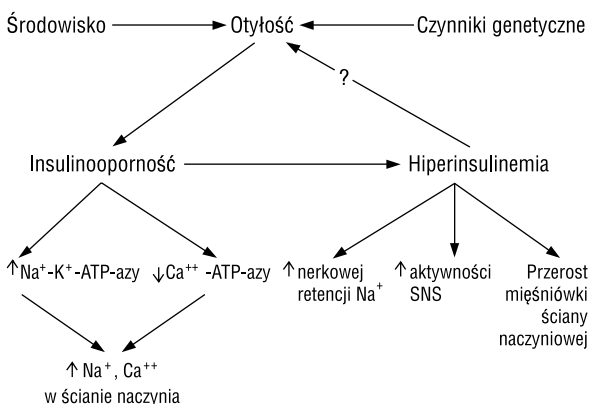 Środowisko Otyłość Czynniki genetyczne
?
Insulinooporność Hiperinsulinemia
↑Na⁺-K⁺-ATP-azy ↓Ca⁺⁺ -ATP-azy
↑nerkowej
retencji Na⁺
↑aktywności
SNS
Przerost
mięśniówki
ściany
naczyniowej
↑Na⁺, Ca⁺⁺
w ścianie naczynia